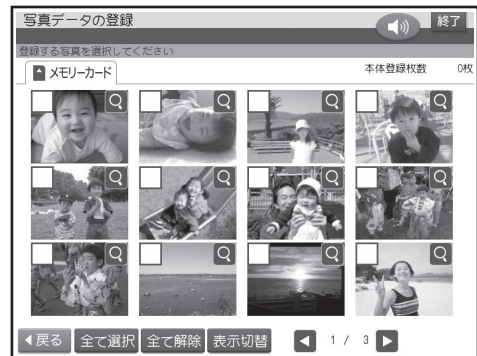 写真データの登録
終了
登録する写真を選択してください
メモリーカード
本体登録枚数 0枚
戻る 全て選択 全て解除 表示切替 1 / 3